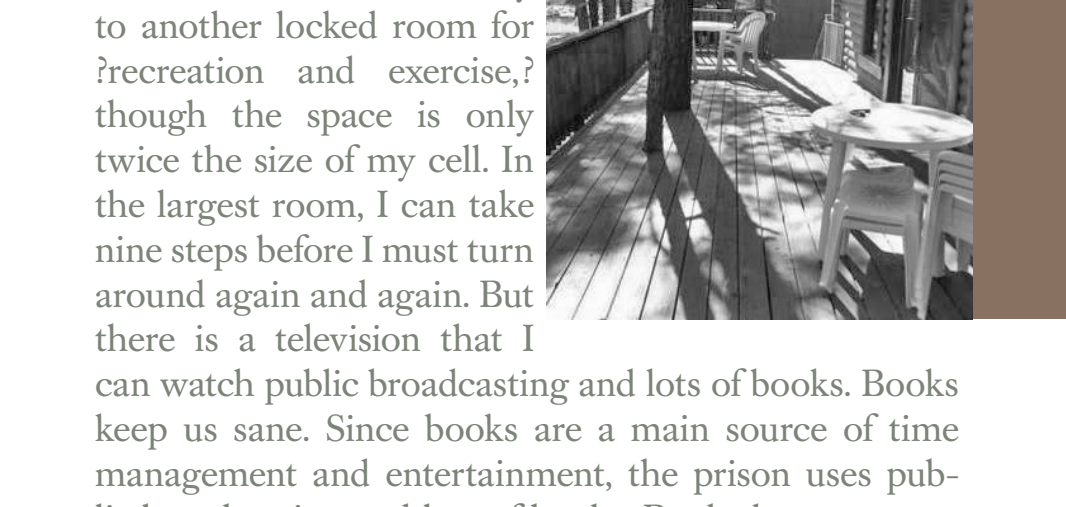 to another locked room for
?recreation and exercise,?
though the space is only
twice the size of my cell. In
the largest room, I can take
nine steps before I must turn
around again and again. But
there is a television that I
can watch public broadcasting and lots of books. Books
keep us sane. Since books are a main source of time
management and entertainment, the prison uses pub-